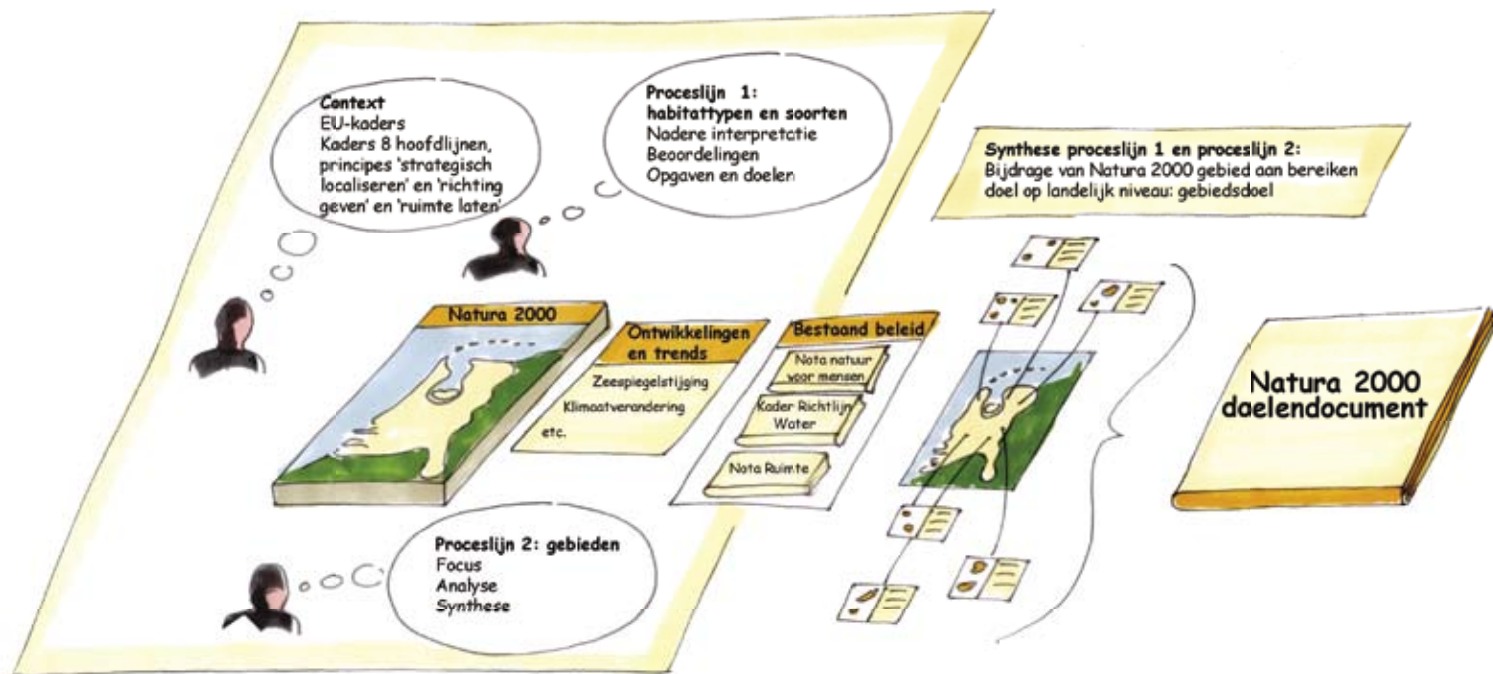 Context
EU-kaders
Kaders 8 hoofdlijnen,
principes 'strategisch
localiseren' en 'richting
geven' en 'ruimte laten'
Proceslijn 1:
habitattypen en soorten
Nadere interpretatie
Beoordelingen
Opgaven en doelen
Synthese proceslijn 1 en proceslijn 2:
Bijdrage van Natura 2000 gebied aan bereiken
doel op landelijk niveau: gebiedsdoel
Natura 2000
Ontwikkelingen
en trends
Zeespiegelstijging
Klimaatverandering
etc.
Bestaand beleid
Nota natuur
voor mensen
Kader Richtlijn
Water
Nota Ruimte
Natura 2000
doelendocument
Proceslijn 2: gebieden
Focus
Analyse
Synthese